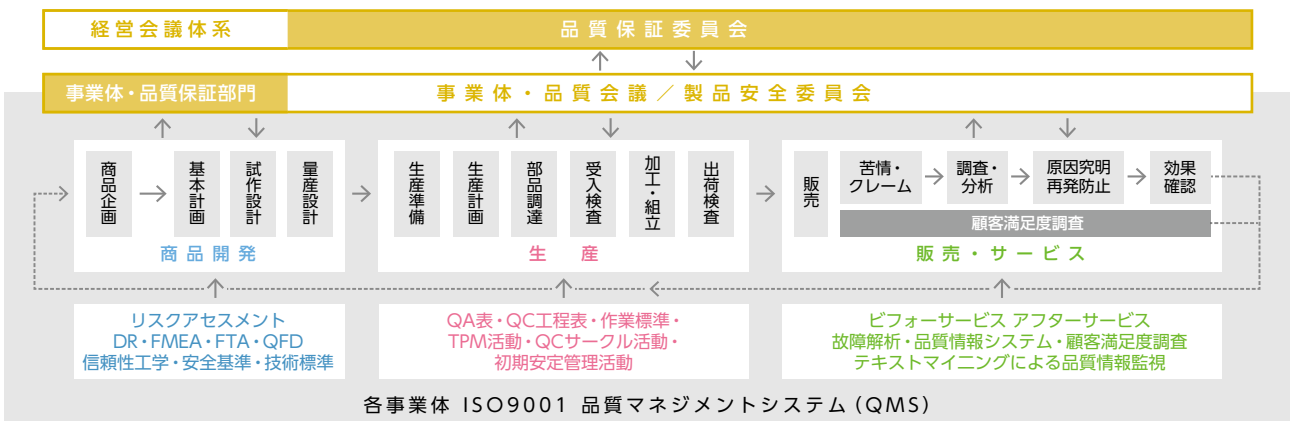 経営会議体系
品質保証委員会
事業体・品質保証部門
事業体・品質会議／製品安全委員会
商品企画
基本計画
試作設計
量産設計
商品開発
生産準備
生産計画
部品調達
受入検査
加工・組立
出荷検査
生産
販売
苦情・
クレーム
調査・
分析
原因究明
再発防止
効果
確認
顧客満足度調査
販売・サービス
リスクアセスメント
DR・FMEA・FTA・QFD
信頼性工学・安全基準・技術標準
QA表・QC工程表・作業標準・
TPM活動・QCサークル活動・
初期安定管理活動
ビフォーサービス アフターサービス
故障解析・品質情報システム・顧客満足度調査
テキストマイニングによる品質情報監視
各事業体 ISO9001 品質マネジメントシステム（QMS）